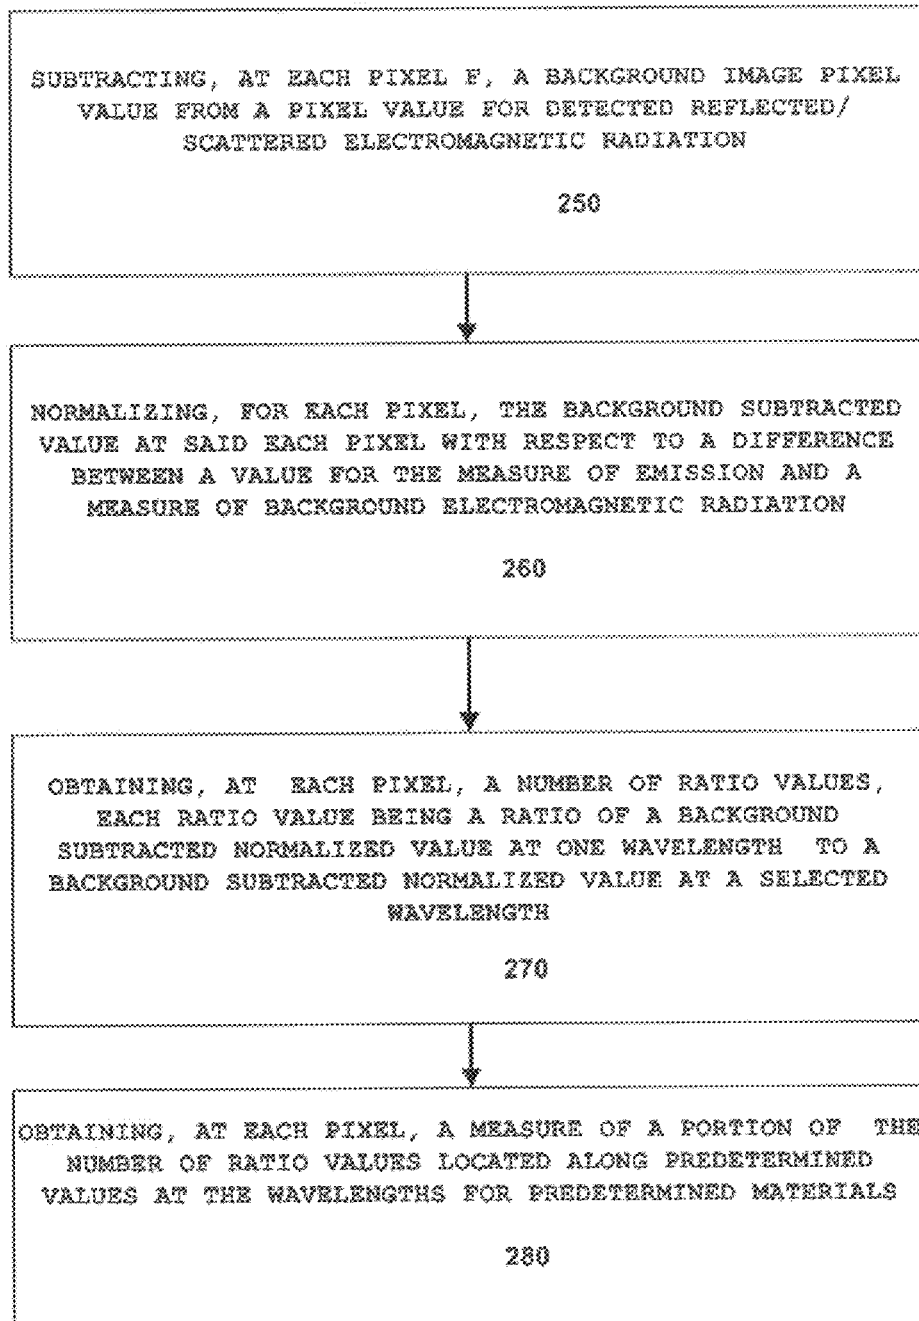 SUBTRACTING, AT EACH PIXEL F, A BACKGROUND IMAGE PIXEL
VALUE FROM A PIXEL VALUE FOR DETECTED REFLECTED/
SCATTERED ELECTROMAGNETIC RADIATION
250
NORMALIZING, FOR EACH PIXEL, THE BACKGROUND SUBTRACTED
VALUE AT SAID EACH PIXEL WITH RESPECT TO A DIFFERENCE
BETWEEN A VALUE FOR THE MEASURE OF EMISSION AND A
MEASURE OF BACKGROUND ELECTROMAGNETIC RADIATION
260
OBTAINING, AT EACH PIXEL, A NUMBER OF RATIO VALUES,
EACH RATIO VALUE BEING A RATIO OF A BACKGROUND
SUBTRACTED NORMALIZED VALUE AT ONE WAVELENGTH TO A
BACKGROUND SUBTRACTED NORMALIZED VALUE AT A SELECTED
WAVELENGTH
270
OBTAINING, AT EACH PIXEL, A MEASURE OF A PORTION OF THE
NUMBER OF RATIO VALUES LOCATED ALONG PREDETERMINED
VALUES AT THE WAVELENGTHS FOR PREDETERMINED MATERIALS
280